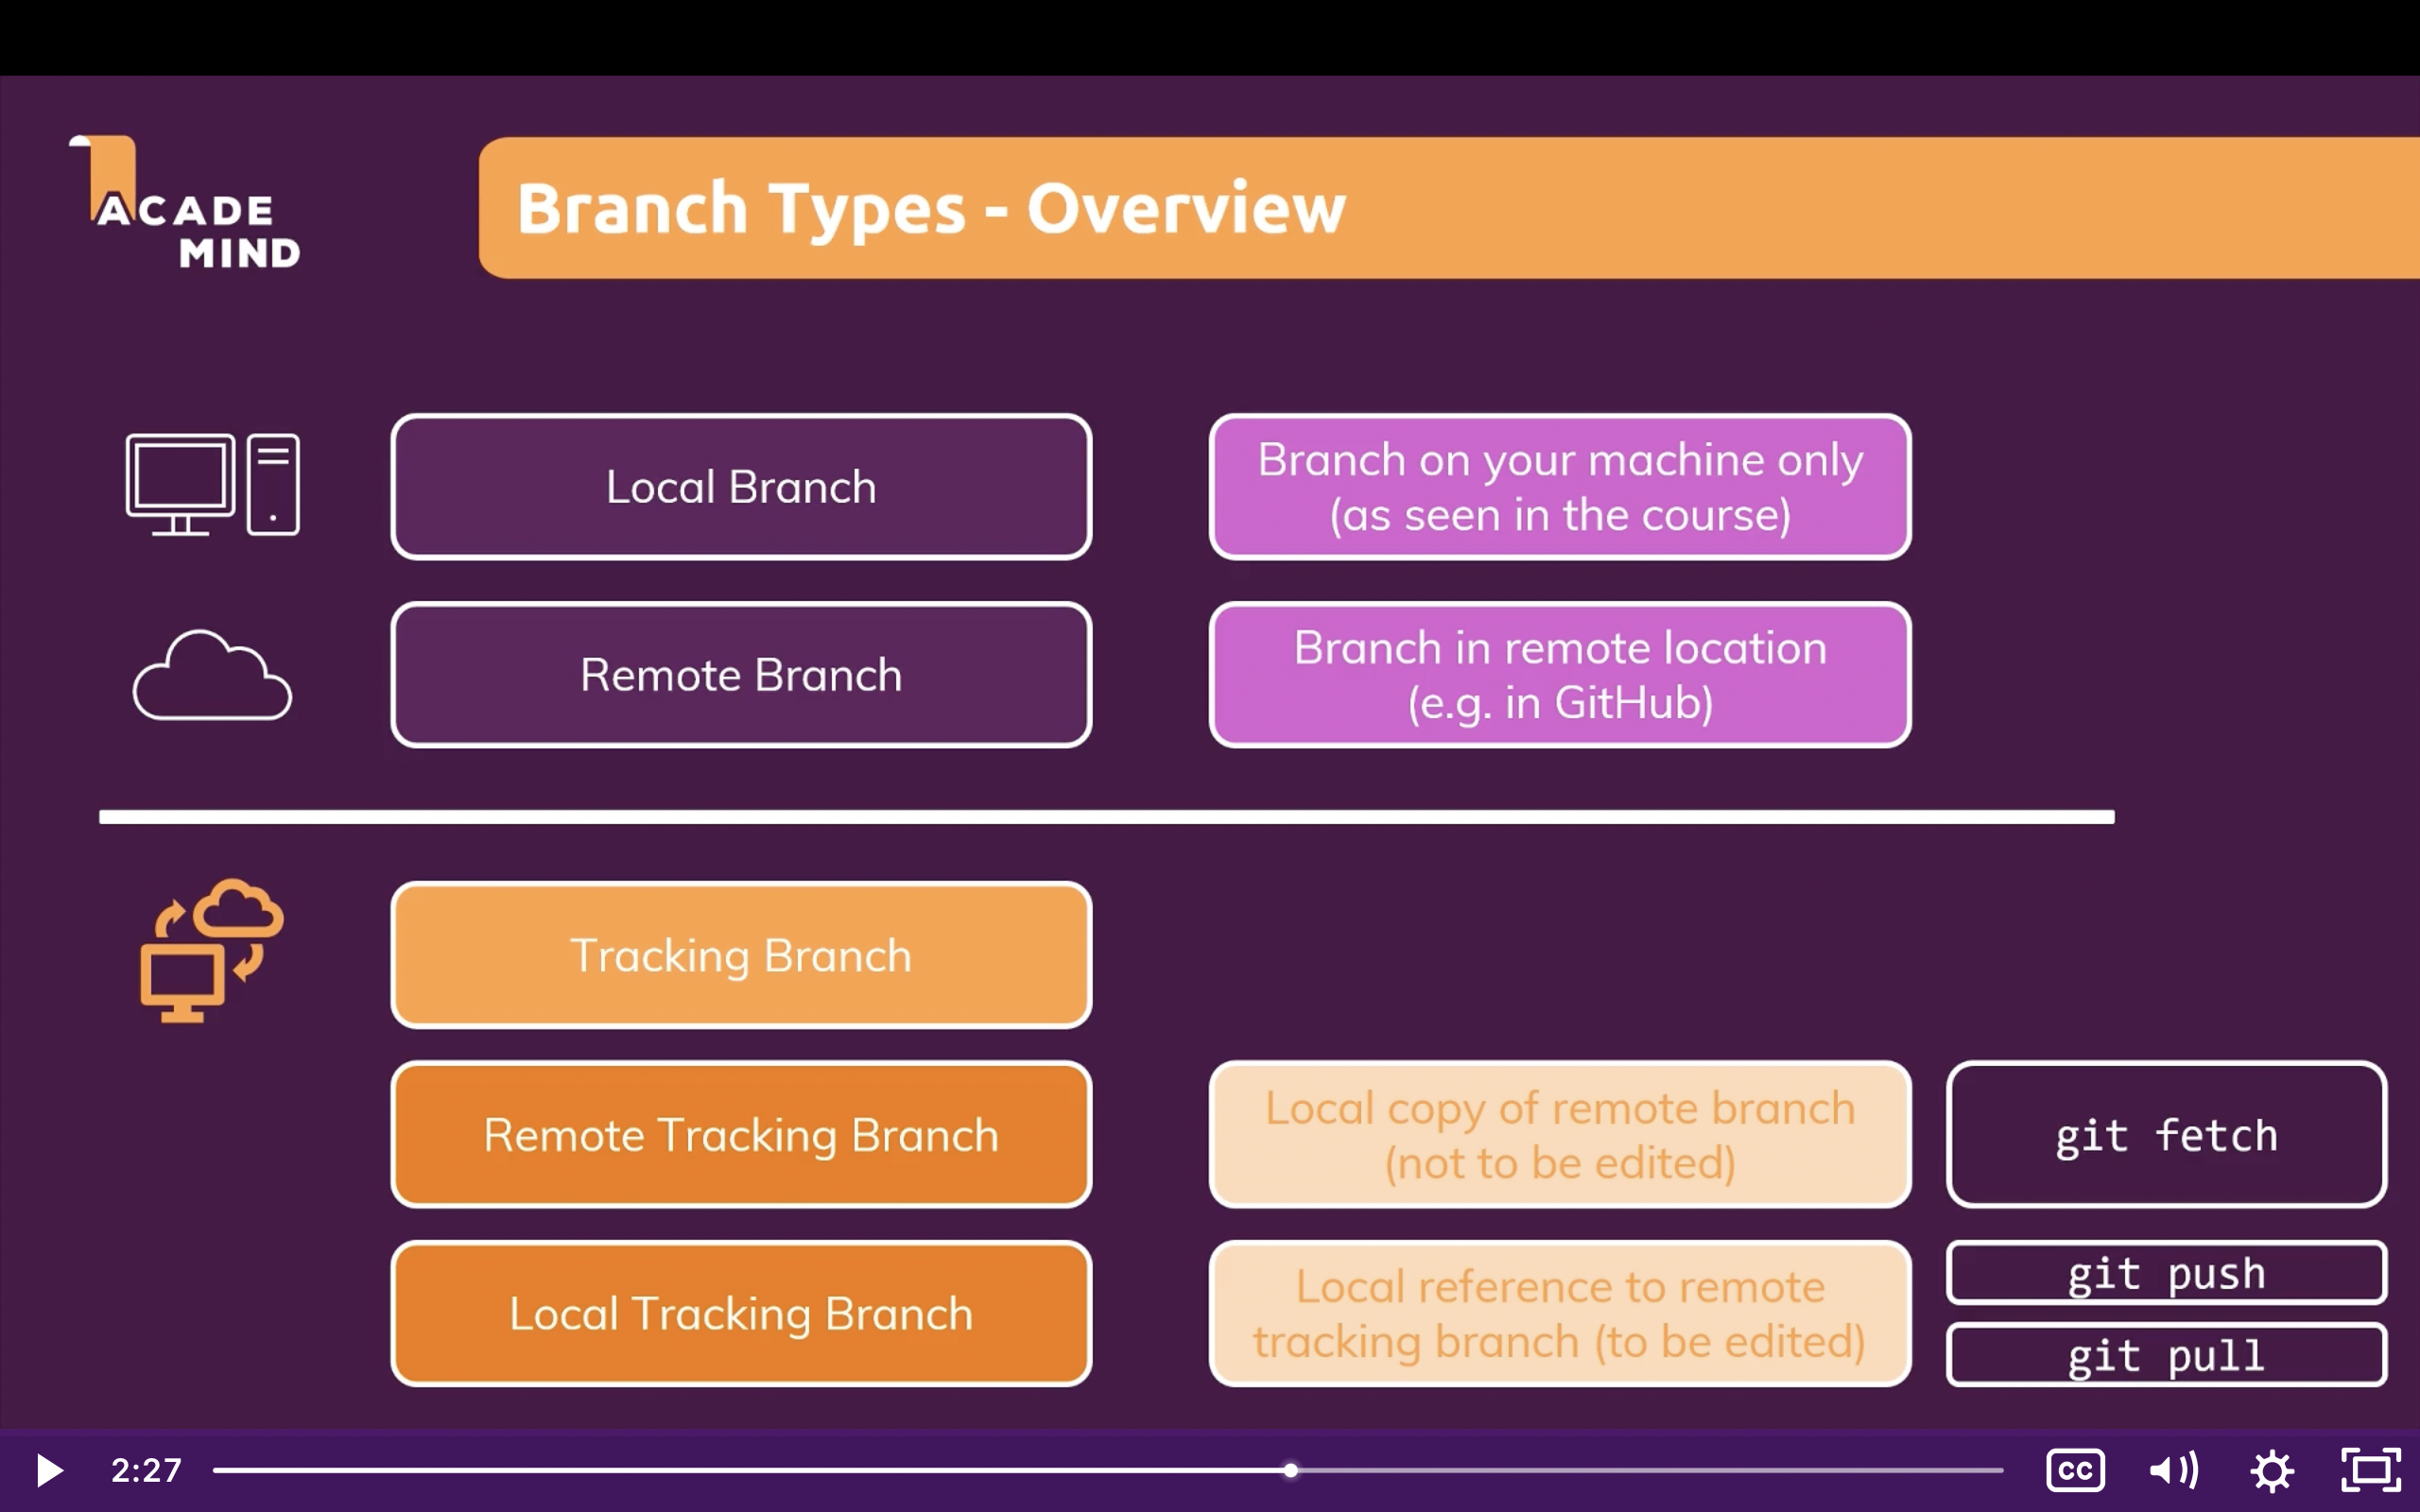 ACADE
MIND
Branch Types - Overview
Local Branch
Branch on your machine only
(as seen in the course)
Remote Branch
Branch in remote location
(e.g. in GitHub)
Tracking Branch
Remote Tracking Branch
Local copy of remote branch
(not to be edited)
git fetch
Local Tracking Branch
Local reference to remote
tracking branch (to be edited)
git push
git pull
2:27
CC